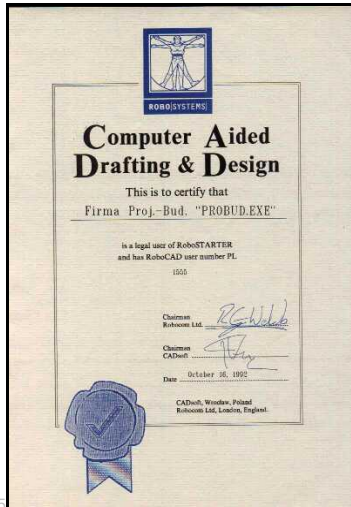 ROBO SYSTEMS
Computer Aided
Drafting & Design
This is to certify that
Firma Proj.-Bud. "PROBUD.EXE"
is a legal user of RoboSTARTER
and has RoboCAD user number PL
1555
Chairman
Robocom Ltd.
Chairman
CADsoft
Date October 16, 1992
CADsoft, Wrocław, Poland
Robocom Ltd, London, England.